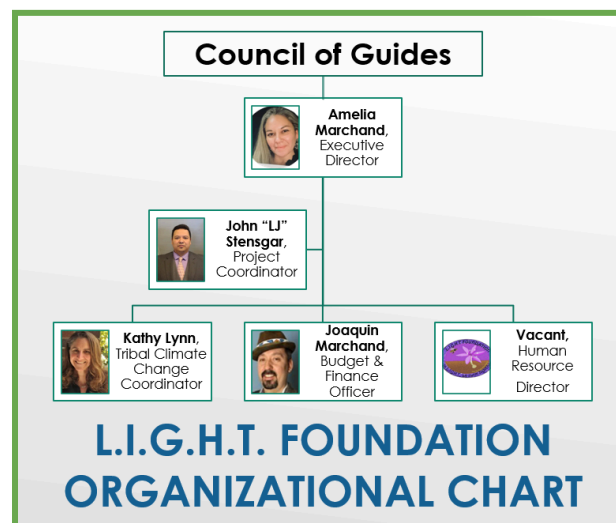 Council of Guides
Amelia
Marchand,
Executive
Director
John “LJ”
Stensgar,
Project
Coordinator
Kathy Lynn,
Tribal Climate
Change
Coordinator
Joaquin
Marchand,
Budget &
Finance
Officer
Vacant,
Human
Resource
Director
L.I.G.H.T. FOUNDATION
ORGANIZATIONAL CHART